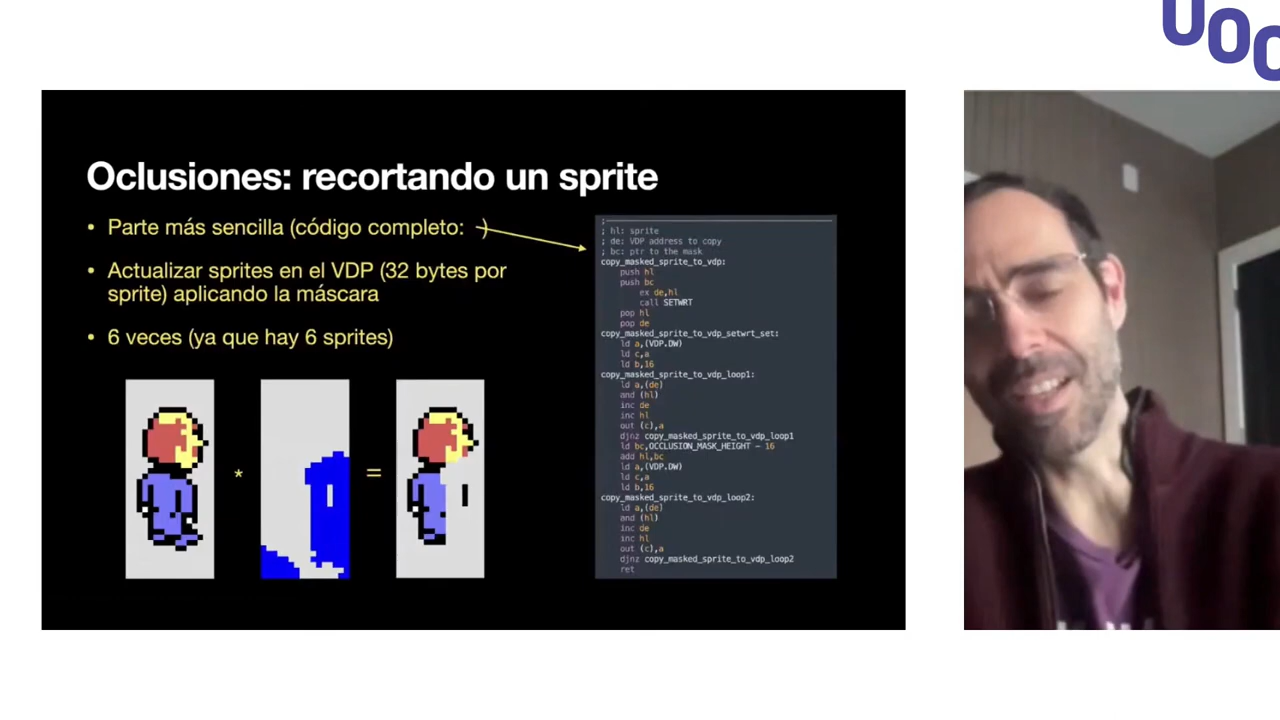 UOC
Oclusiones: recortando un sprite
• Parte más sencilla (código completo: →)
• Actualizar sprites en el VDP (32 bytes por
sprite) aplicando la máscara
• 6 veces (ya que hay 6 sprites)
* =
;
; hl: sprite
; de: VDP address to copy
; bc: ptr to the mask
copy_masked_sprite_to_vdp:
push hl
push bc
ex de,hl
call SETWRT
pop hl
pop de
copy_masked_sprite_to_vdp_setwrt_set:
ld a,(VDP.DW)
ld c,a
ld b,16
copy_masked_sprite_to_vdp_loop1:
ld a,(de)
and (hl)
inc de
inc hl
out (c),a
djnz copy_masked_sprite_to_vdp_loop1
ld bc,OCCLUSION_MASK_HEIGHT - 16
add hl,bc
ld a,(VDP.DW)
ld c,a
ld b,16
copy_masked_sprite_to_vdp_loop2:
ld a,(de)
and (hl)
inc de
inc hl
out (c),a
djnz copy_masked_sprite_to_vdp_loop2
ret